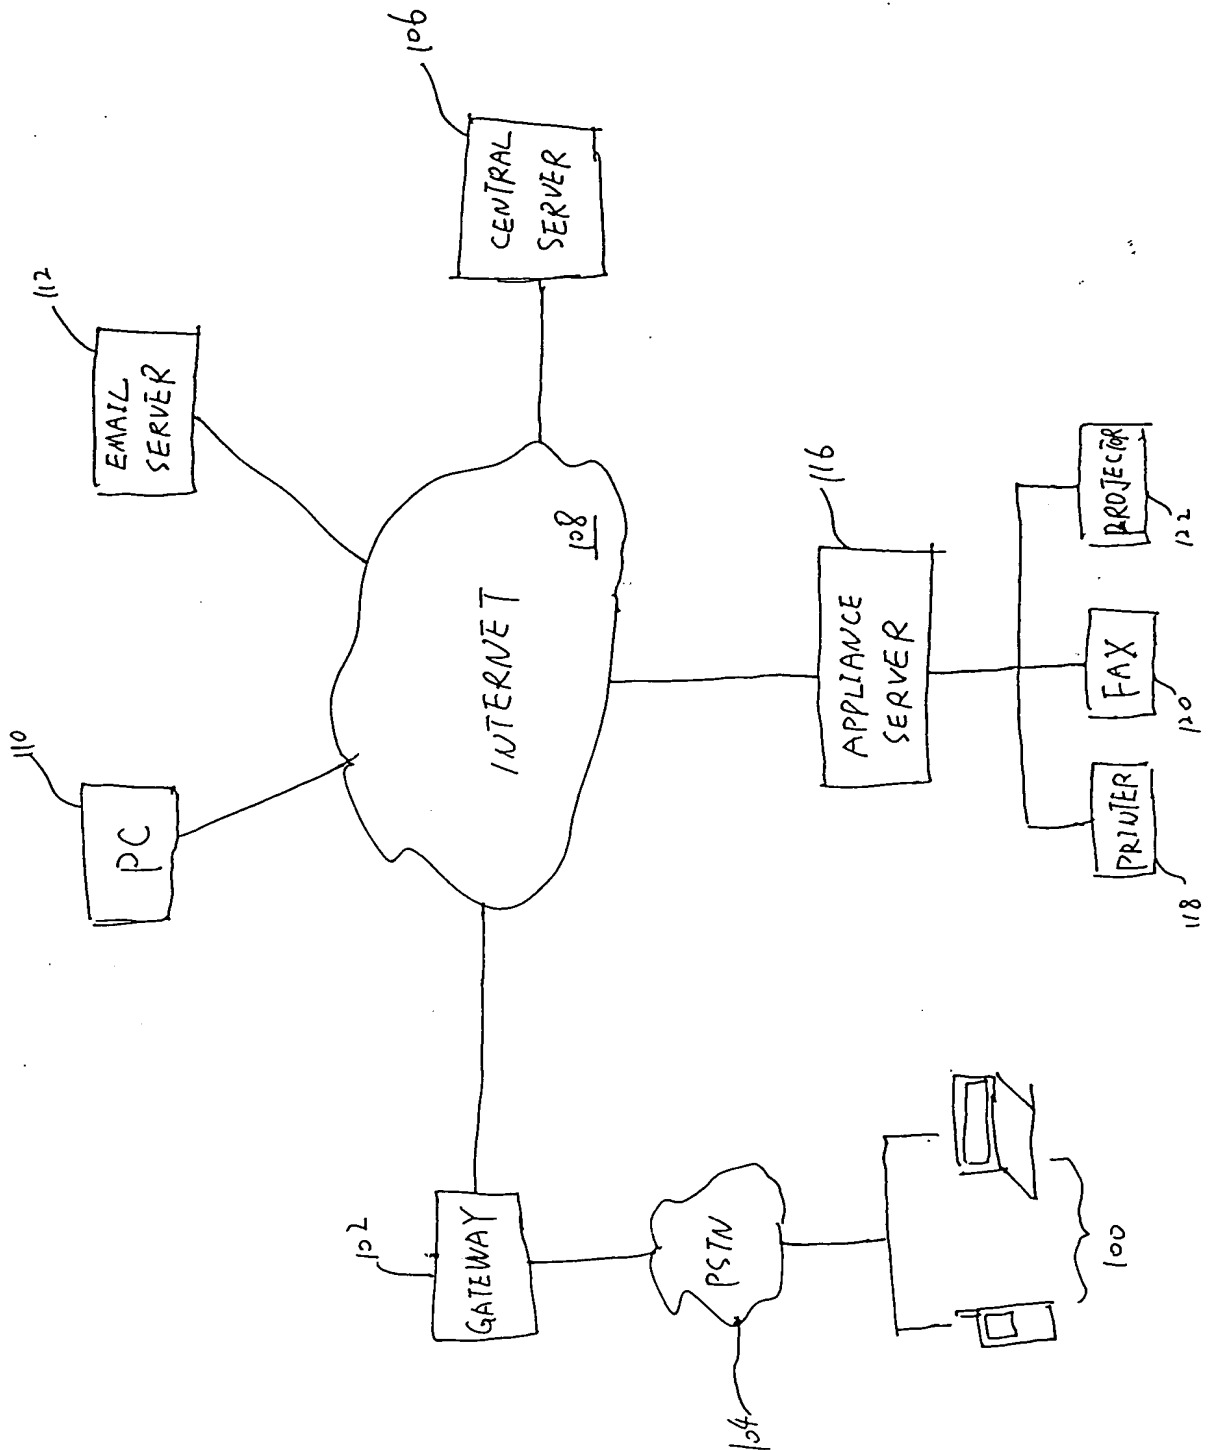 110
PC
112
EMAIL
SERVER
106
CENTRAL
SERVER
102
GATEWAY
INTERNET
108
104
PSTN
116
APPLIANCE
SERVER
100
118
PRINTER
120
FAX
122
PROJECTOR